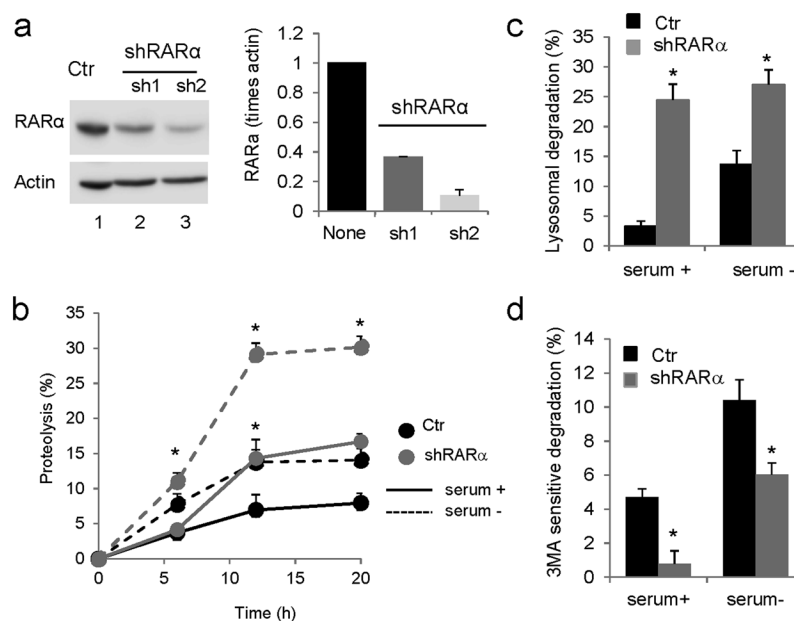 a
Ctr
shRARα
sh1 sh2
RARα
Actin
1 2 3
RARa (times actin)
1.2
1
0.8
0.6
0.4
0.2
0
shRARα
None sh1 sh2
c
Ctr
shRARα
Lysosomal degradation (%)
35
30
25
20
15
10
5
0
*
*
serum + serum -
b
Proteolysis (%)
35
30
25
20
15
10
5
0
*
*
*
*
0 5 10 15 20
Time (h)
Ctr
shRARα
serum +
serum -
d
Ctr
shRARα
3MA sensitive degradation (%)
14
12
10
8
6
4
2
0
*
*
serum+ serum-